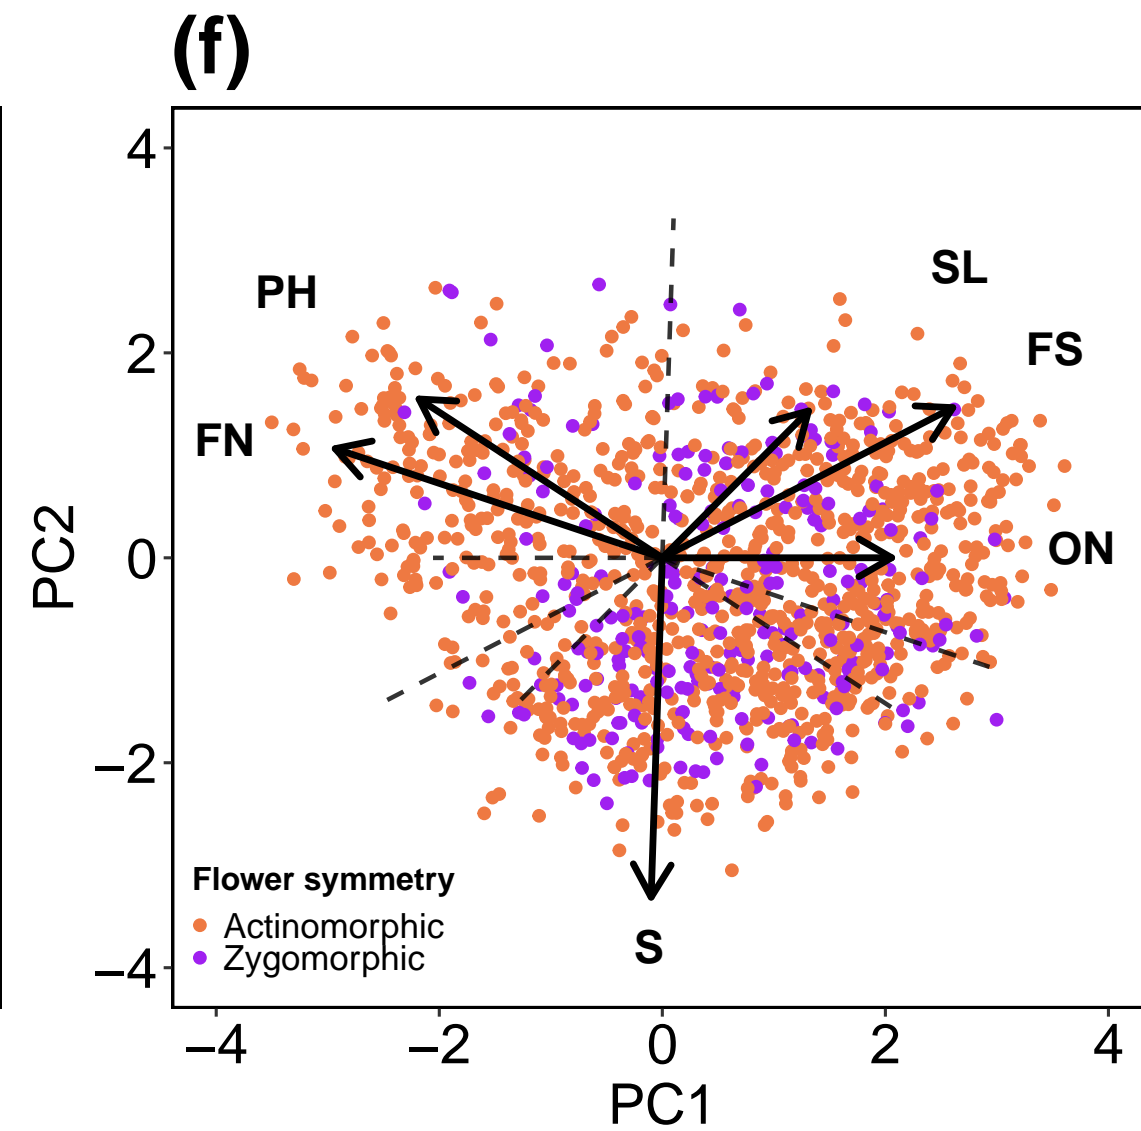 (f)
4
SL
PH
2
FS
FN
PC2
0
ON
−2
Flower symmetry
Actinomorphic
Zygomorphic
S
−4
−4 −2 0 2 4
PC1